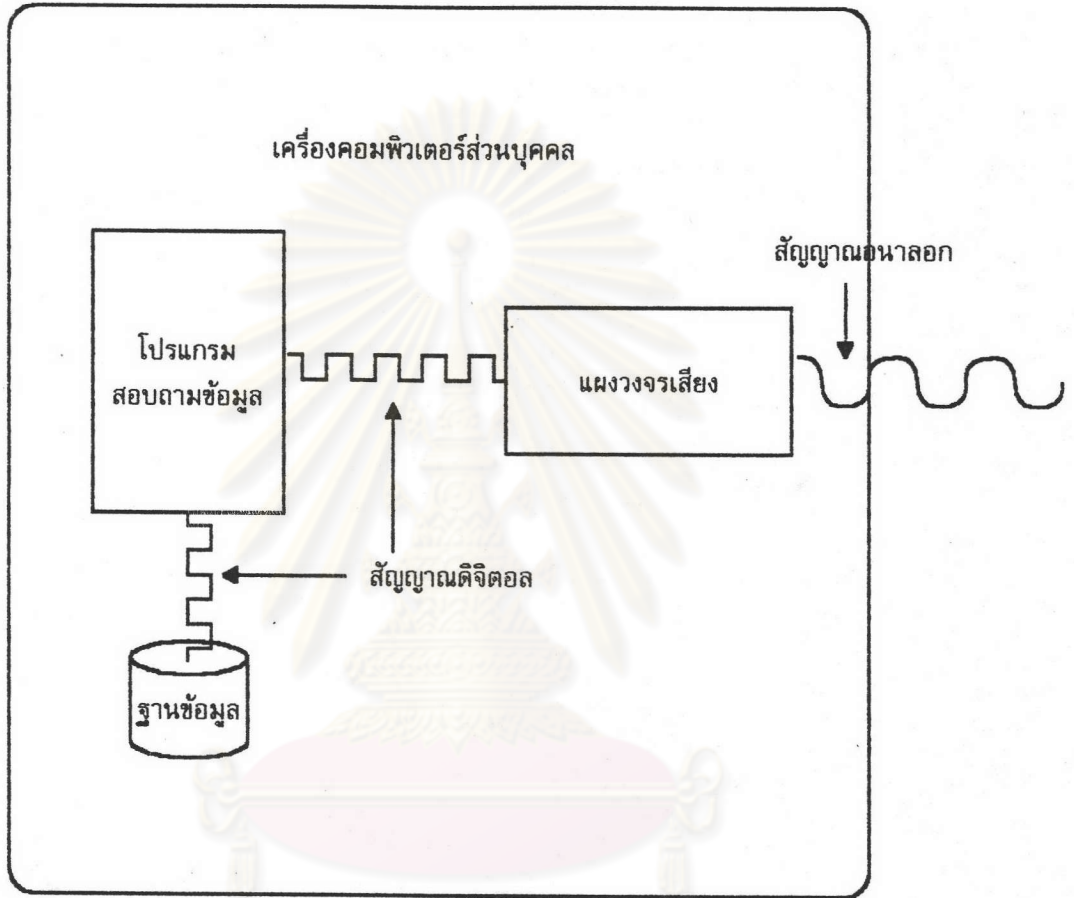 เครื่องคอมพิวเตอร์ส่วนบุคคล
สัญญาณอนาลอก
โปรแกรม
สอบถามข้อมูล
แผงวงจรเสียง
สัญญาณดิจิตอล
ฐานข้อมูล